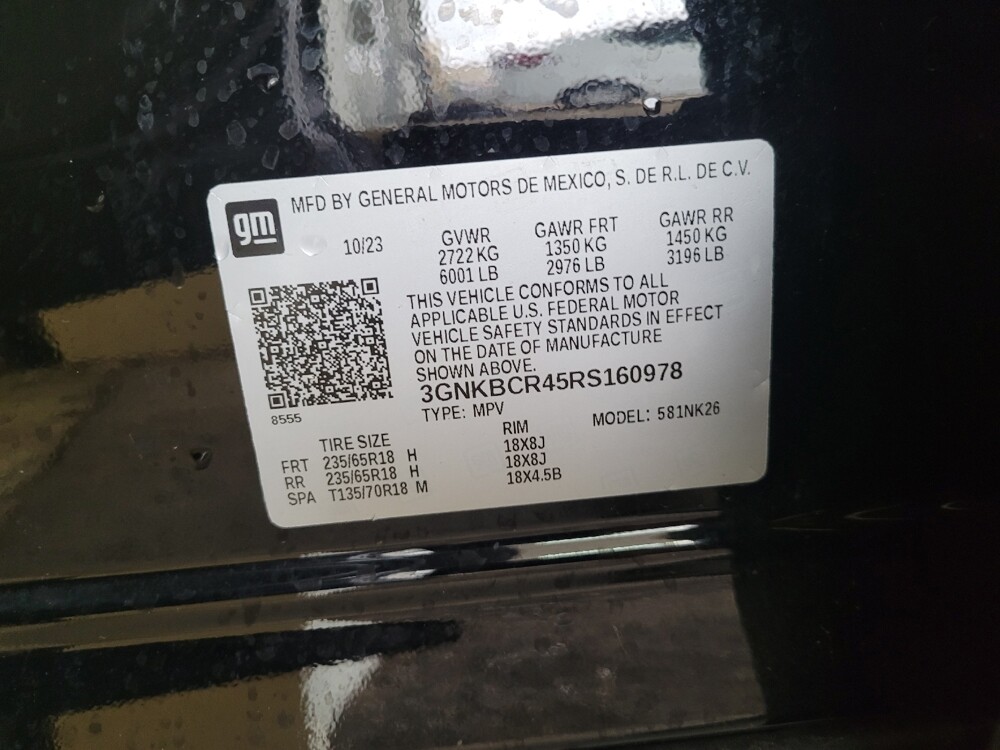 MFD BY GENERAL MOTORS DE MEXICO, S. DE R.L. DE C.V.
gm
10/23
GVWR GAWR FRT GAWR RR
2722 KG 1350 KG 1450 KG
6001 LB 2976 LB 3196 LB
THIS VEHICLE CONFORMS TO ALL
APPLICABLE U.S. FEDERAL MOTOR
VEHICLE SAFETY STANDARDS IN EFFECT
ON THE DATE OF MANUFACTURE
SHOWN ABOVE.
3GNKBCR45RS160978
8555
TYPE: MPV MODEL: 581NK26
TIRE SIZE RIM
FRT 235/65R18 H 18X8J
RR 235/65R18 H 18X8J
SPA T135/70R18 M 18X4.5B